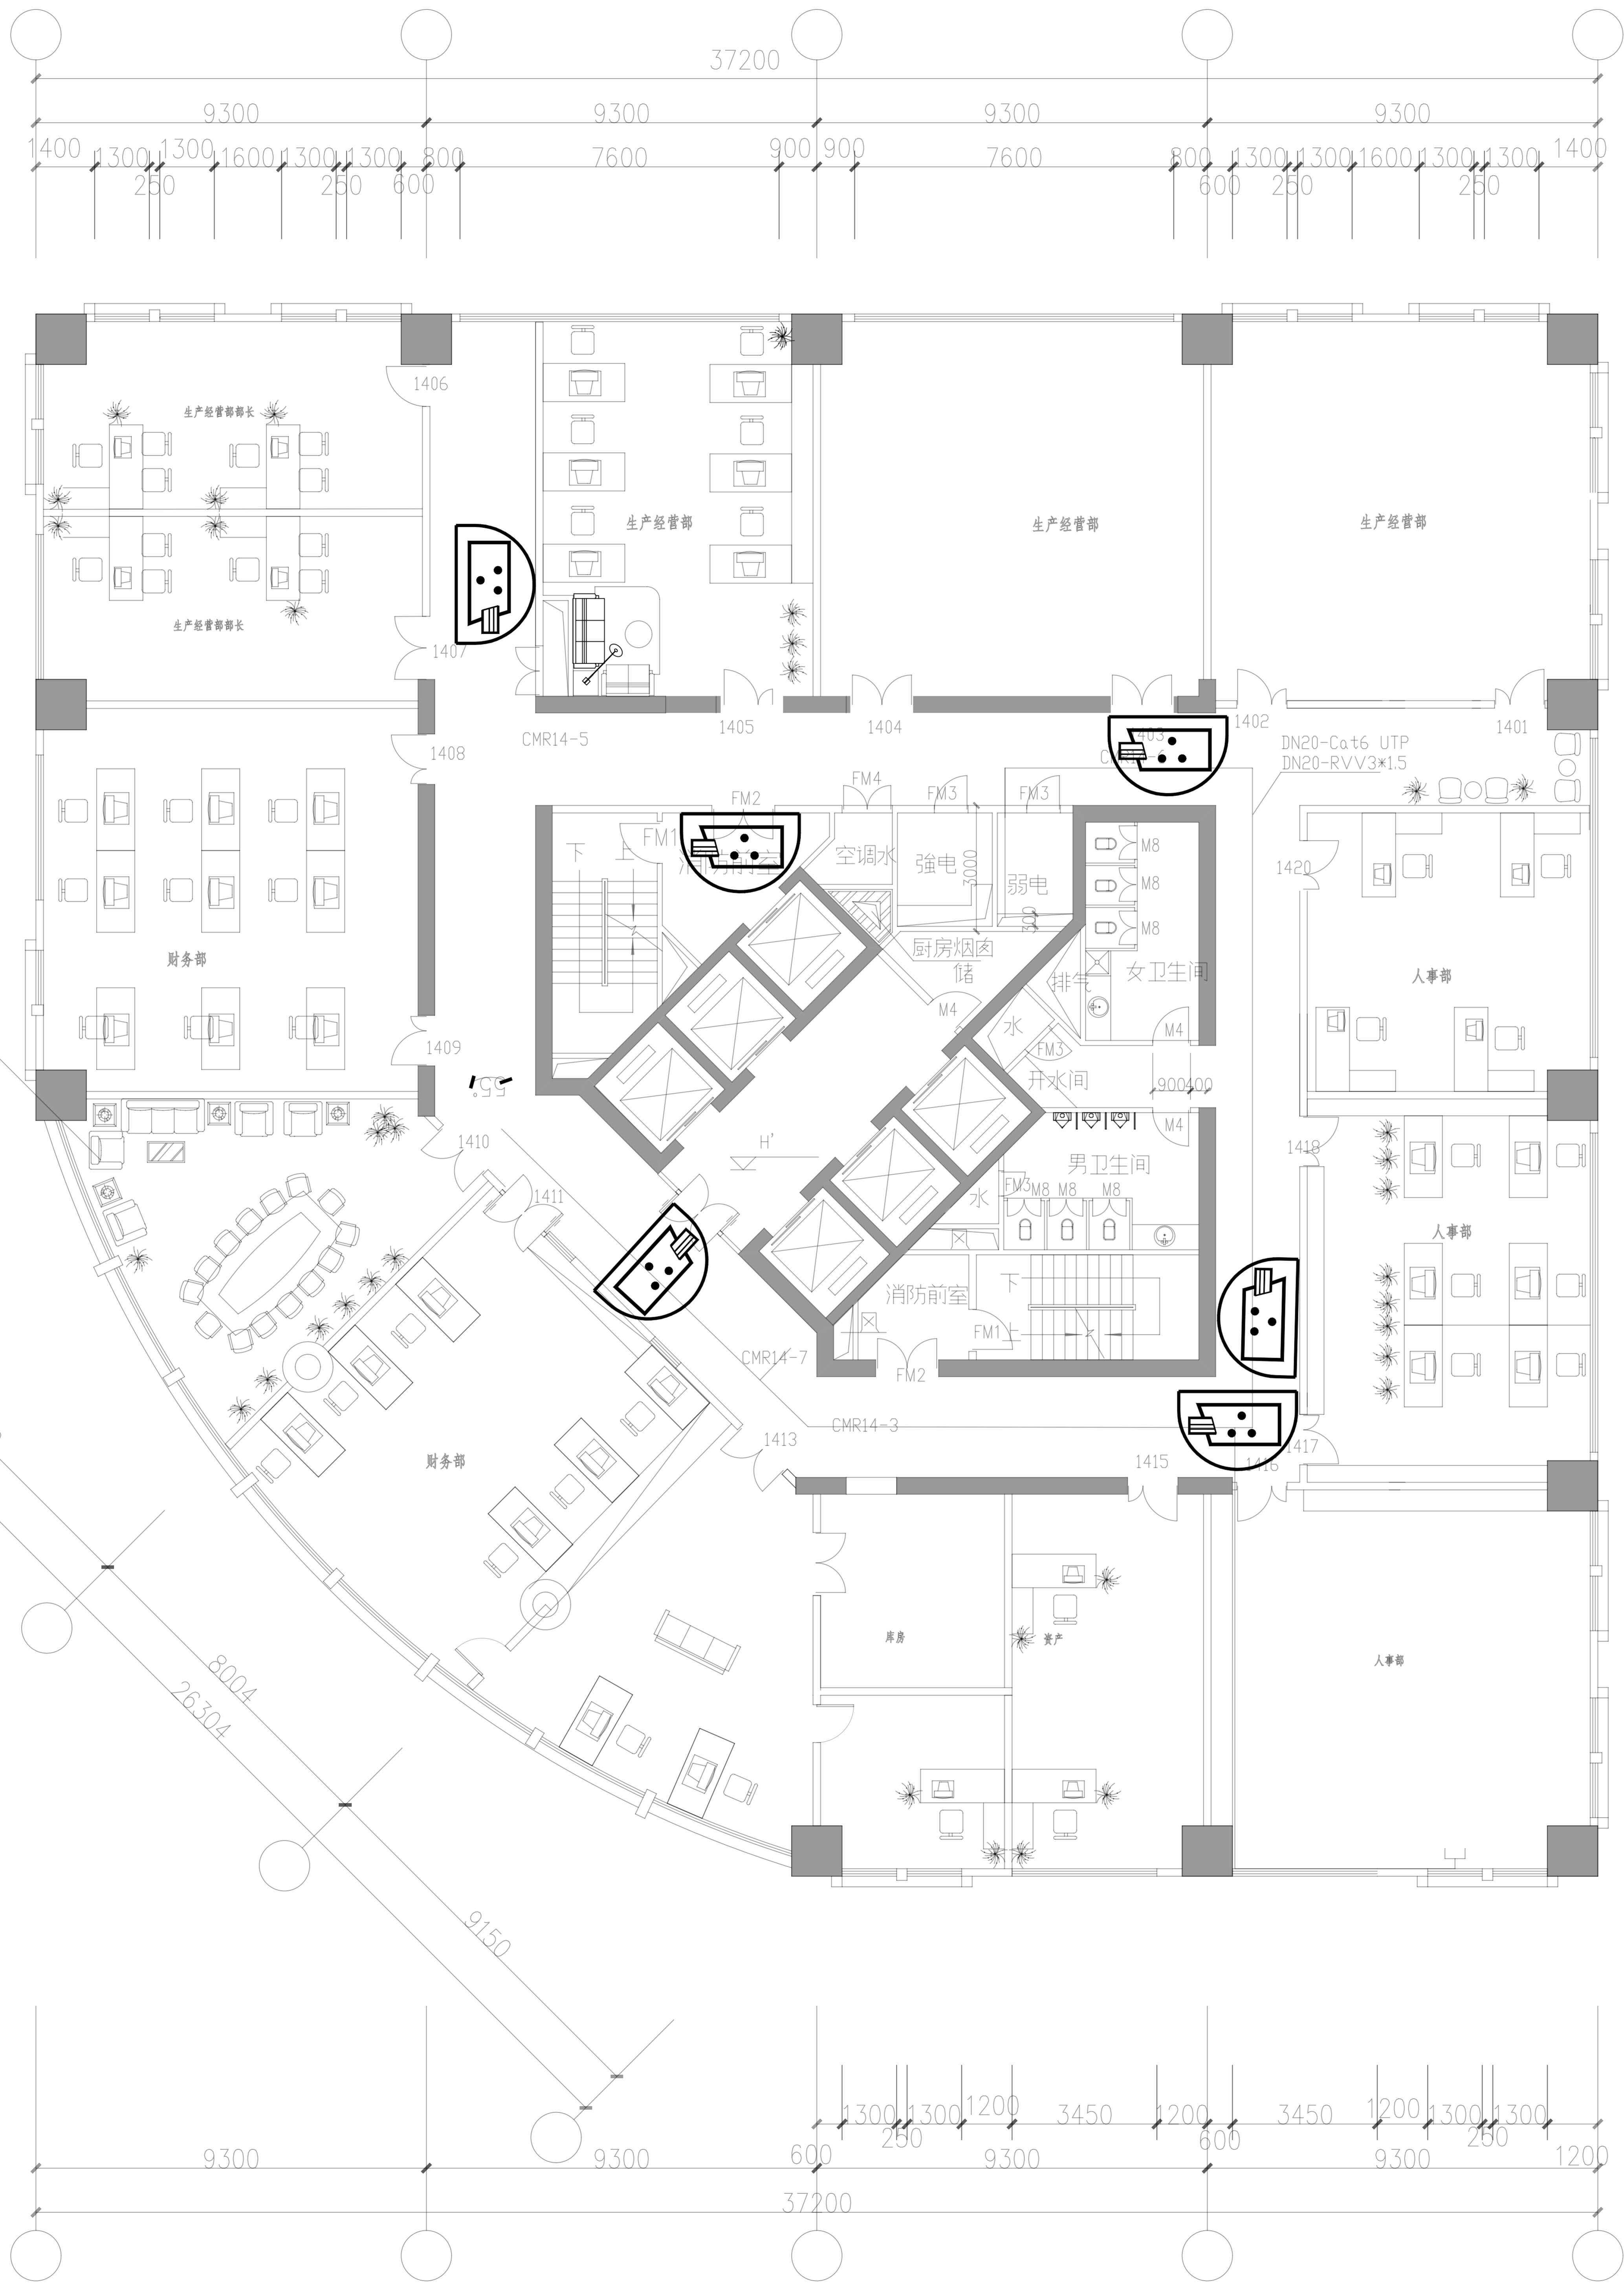 37200
9300 9300 9300 9300
1400 1300 1300 1600 1300 1300 800 7600 900 900 7600 800 1300 1300 1600 1300 1300 1400
250 250 600 600 250 250
1406
生产经营部部长
生产经营部 生产经营部 生产经营部
生产经营部部长
1407
1405 1404 1403 1402 1401
CMR14-5
DN20-Cat6 UTP
DN20-RVV3*1.5
1408
FM4
FM2 FM3 FM3
FM1
下 上 消防前室 空调水 強电 3000 弱电
M8
M8
M8
1420
300
厨房烟囱
储
财务部
排气 女卫生间
人事部
M4
水
M4
1409
FM3
开水间
900 400
M4
1410
H'
1411
男卫生间
1418
水 FM3 M8 M8 M8
人事部
消防前室 下
FM1 上
CMR14-7
FM2
CMR14-3
1413
1417
1415 1416
财务部
库房 资产
人事部
8004
26304
9150
1300 1300 1200 3450 1200 3450 1200 1300 1300
250 600 250
600 1200
9300 9300 9300 9300
37200